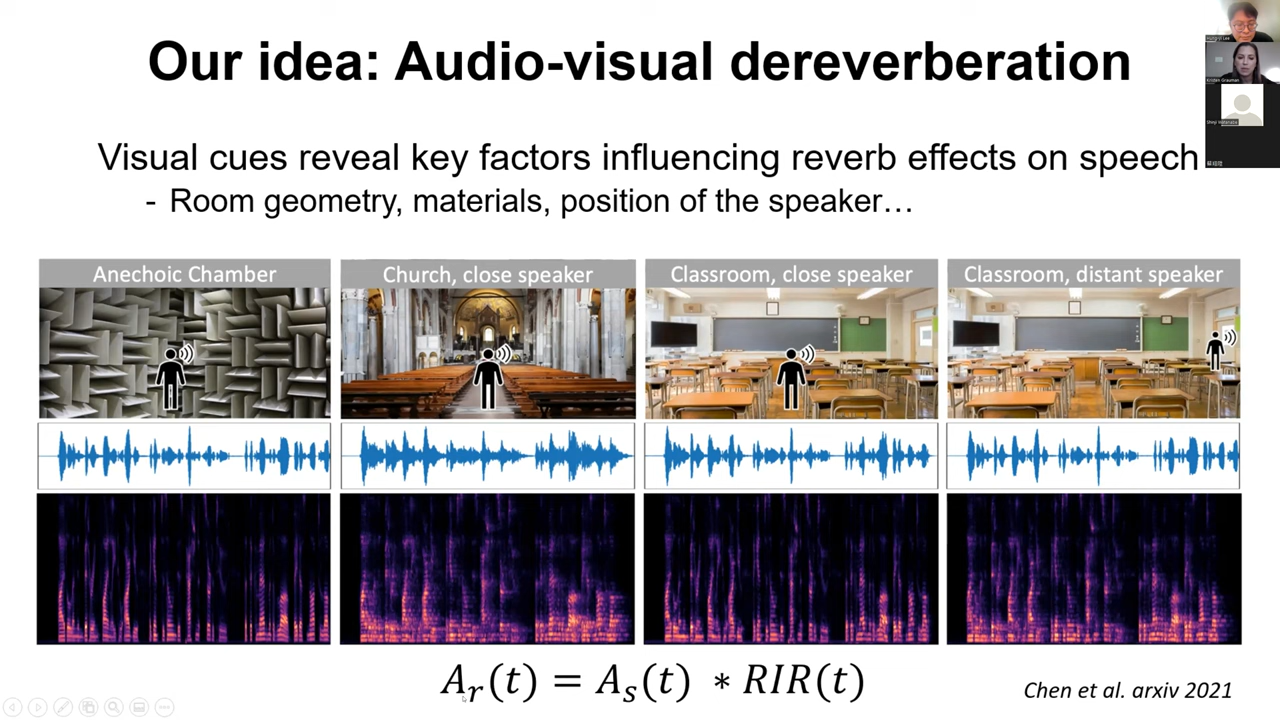 Our idea: Audio-visual dereverberation
Visual cues reveal key factors influencing reverb effects on speech
- Room geometry, materials, position of the speaker…
Anechoic Chamber
Church, close speaker
Classroom, close speaker
Classroom, distant speaker
A_r(t) = A_s(t) ∗ RIR(t)
Chen et al. arxiv 2021
Kristen Grauman